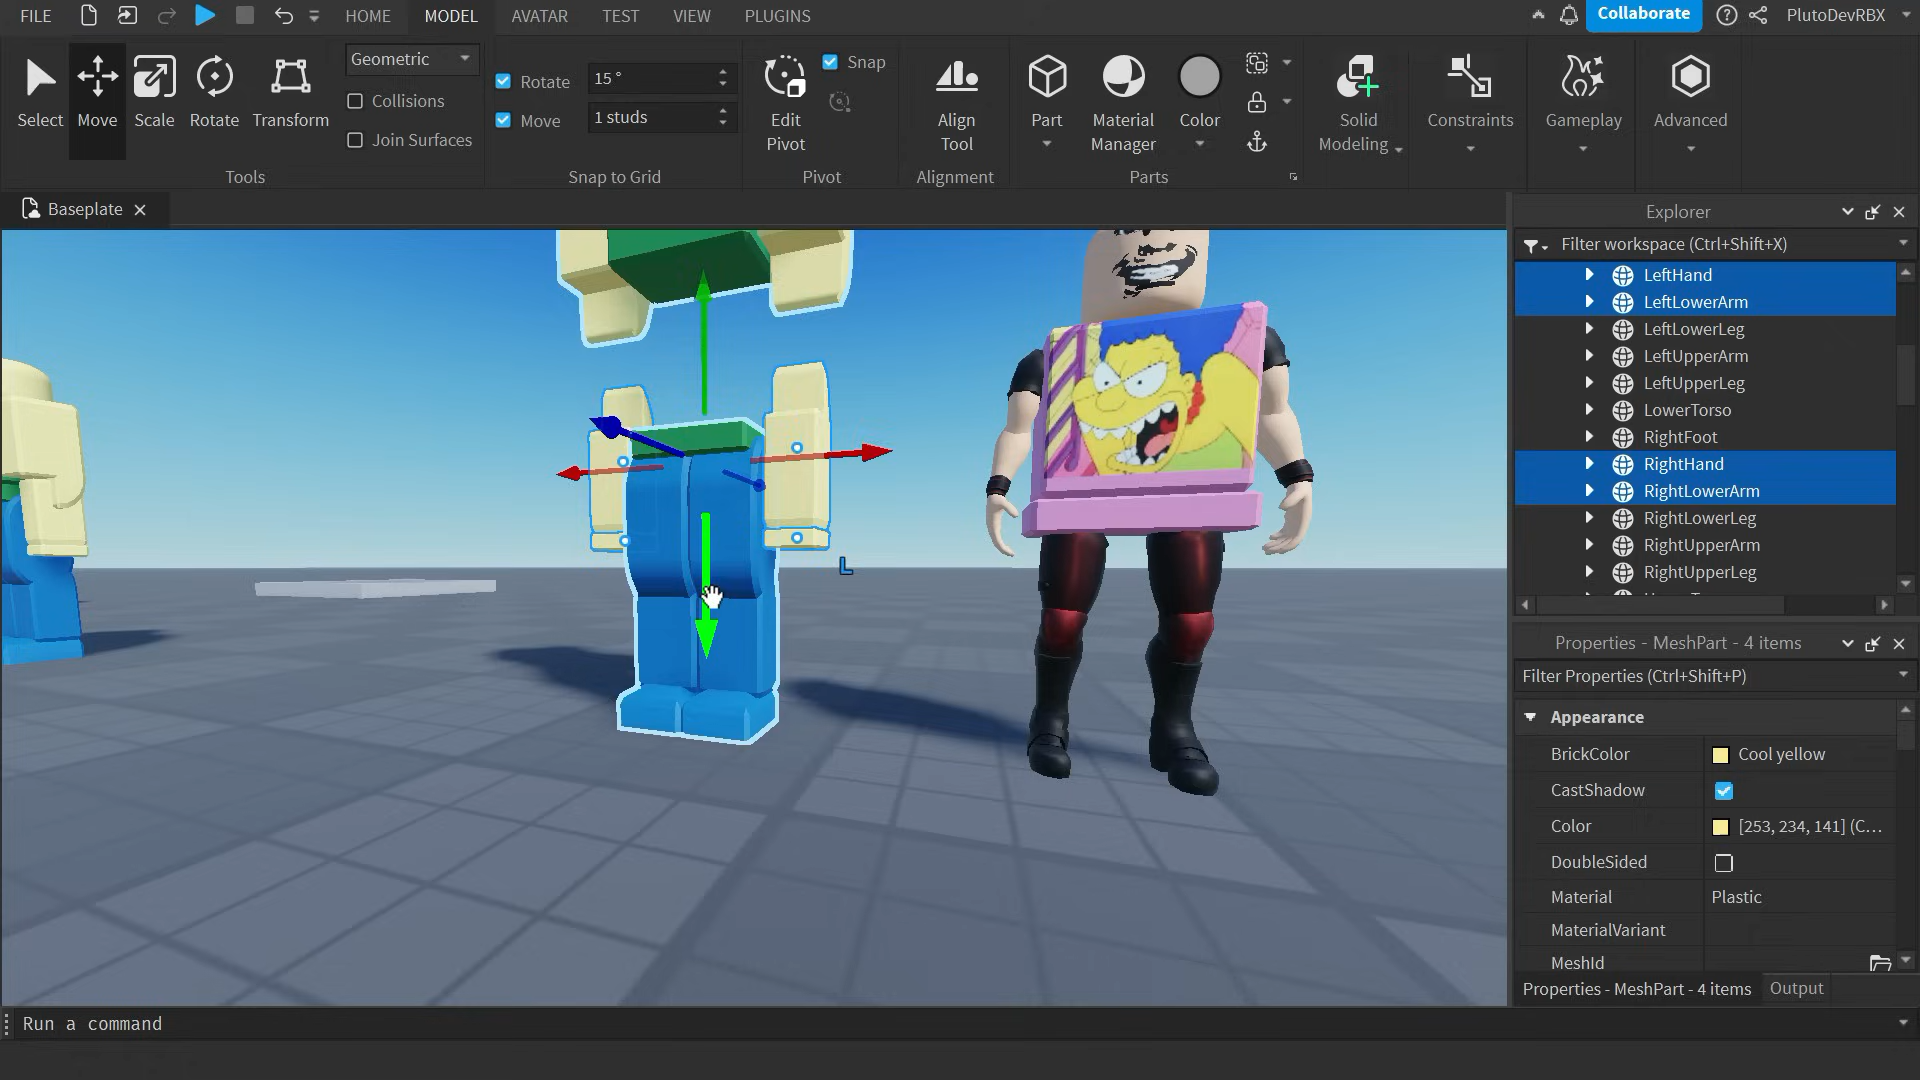 FILE HOME MODEL AVATAR TEST VIEW PLUGINS Collaborate PlutoDevRBX
Select Move Scale Rotate Transform
Geometric
Collisions
Join Surfaces
Tools
Rotate 15 °
Move 1 studs
Snap to Grid
Edit Pivot
Snap
Pivot
Align Tool
Alignment
Part
Material Manager
Color
Parts
Solid Modeling
Constraints
Gameplay
Advanced
Baseplate
L
Explorer
Filter workspace (Ctrl+Shift+X)
LeftHand
LeftLowerArm
LeftLowerLeg
LeftUpperArm
LeftUpperLeg
LowerTorso
RightFoot
RightHand
RightLowerArm
RightLowerLeg
RightUpperArm
RightUpperLeg
Properties - MeshPart - 4 items
Filter Properties (Ctrl+Shift+P)
Appearance
BrickColor Cool yellow
CastShadow
Color [253, 234, 141] (C...
DoubleSided
Material Plastic
MaterialVariant
MeshId
Properties - MeshPart - 4 items Output
Run a command